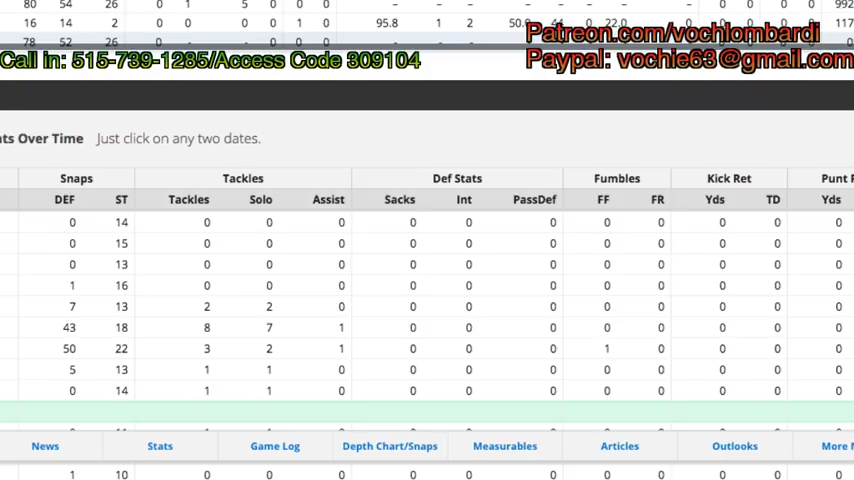 80 54 26 0 1 5 0 0 – – – – – 0 0 0 992
16 14 2 0 0 0 1 0 95.8 1 2 50.0 0 22.0 117
78 52 26 0 0 0 0 0
Patreon.com/vochlombardi
Call in: 515-739-1285/Access Code 309104
Paypal: vochie63@gmail.com
nts Over Time Just click on any two dates.
Snaps Tackles Def Stats Fumbles Kick Ret Punt R
DEF ST Tackles Solo Assist Sacks Int PassDef FF FR Yds TD Yds
0 14 0 0 0 0 0 0 0 0 0 0 0
0 15 0 0 0 0 0 0 0 0 0 0 0
0 13 0 0 0 0 0 0 0 0 0 0 0
1 16 0 0 0 0 0 0 0 0 0 0 0
7 13 2 2 0 0 0 0 0 0 0 0 0
43 18 8 7 1 0 0 0 0 0 0 0 0
50 22 3 2 1 0 0 0 1 0 0 0 0
5 13 1 1 0 0 0 0 0 0 0 0 0
0 14 1 1 0 0 0 0 0 0 0 0 0
News Stats Game Log Depth Chart/Snaps Measurables Articles Outlooks More
1 10 0 0 0 0 0 0 0 0 0 0 0